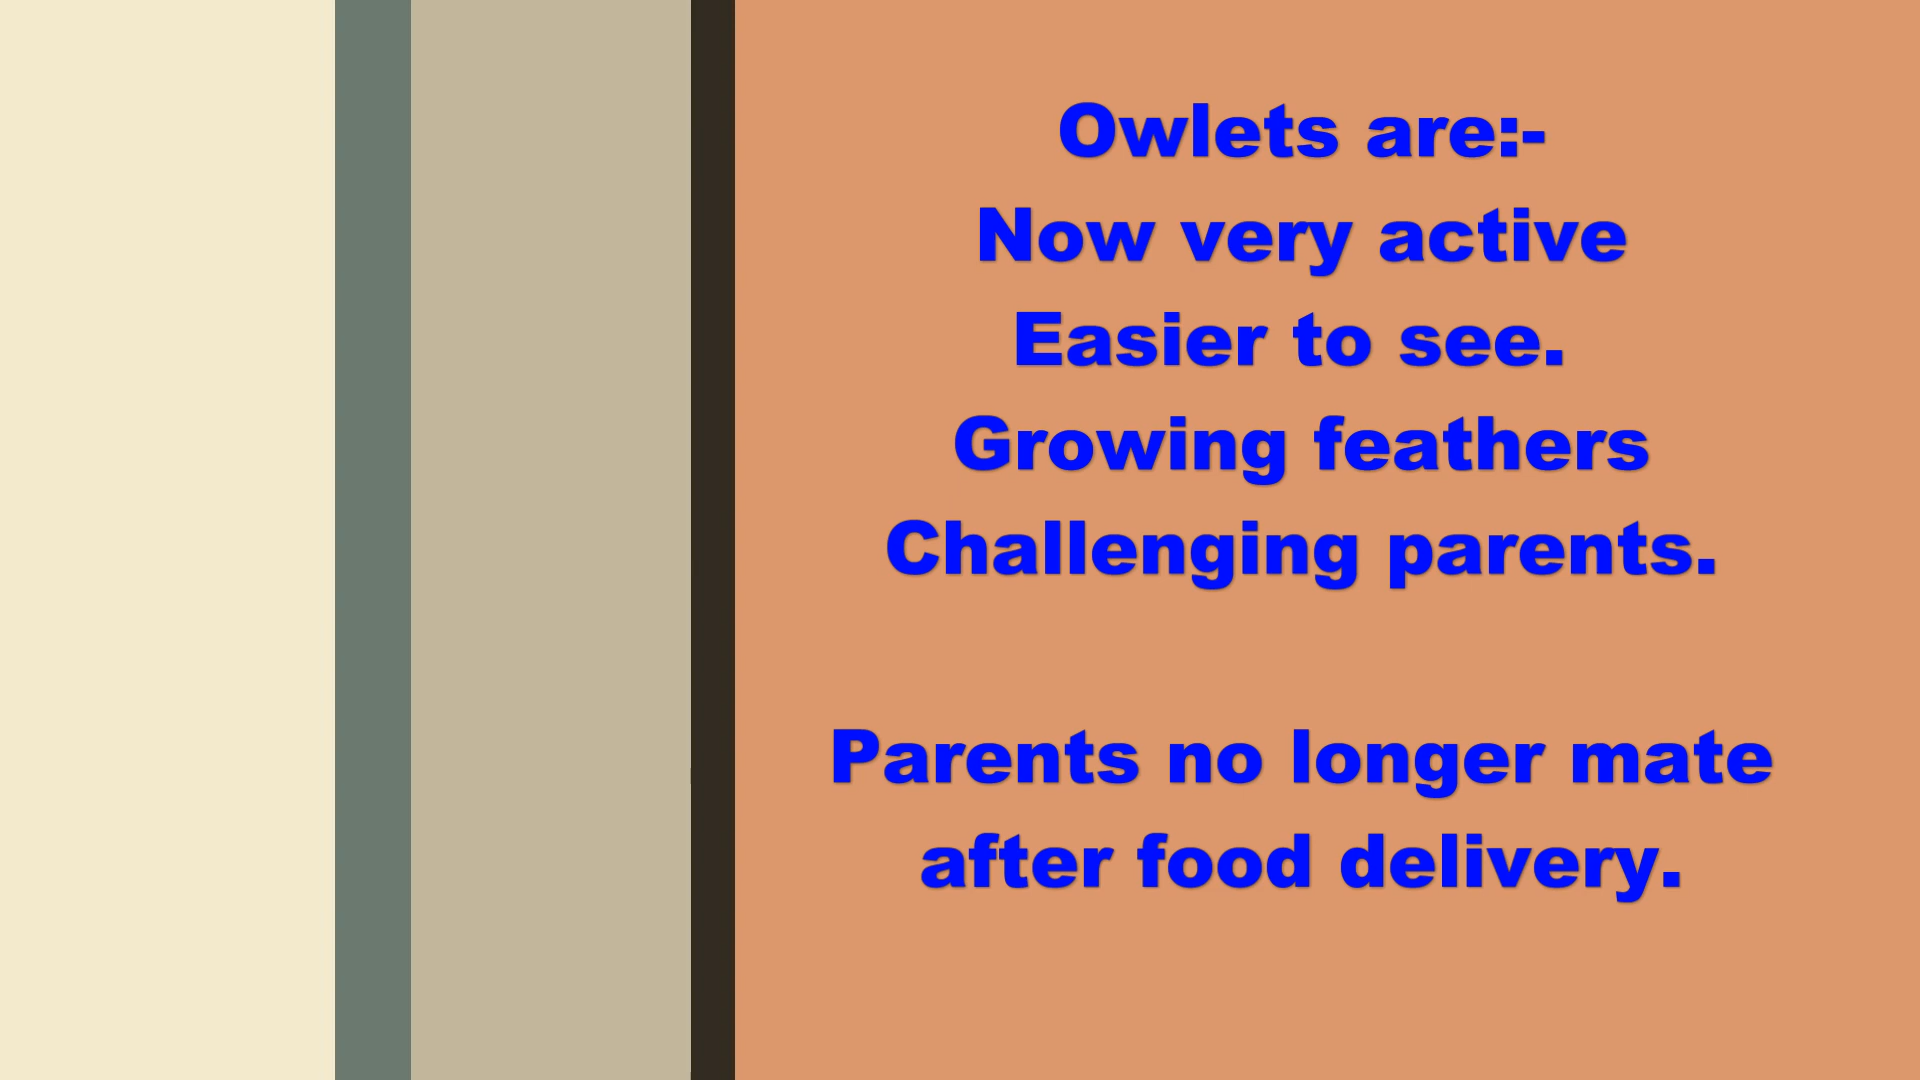 Owlets are:-
Now very active
Easier to see.
Growing feathers
Challenging parents.
Parents no longer mate
after food delivery.